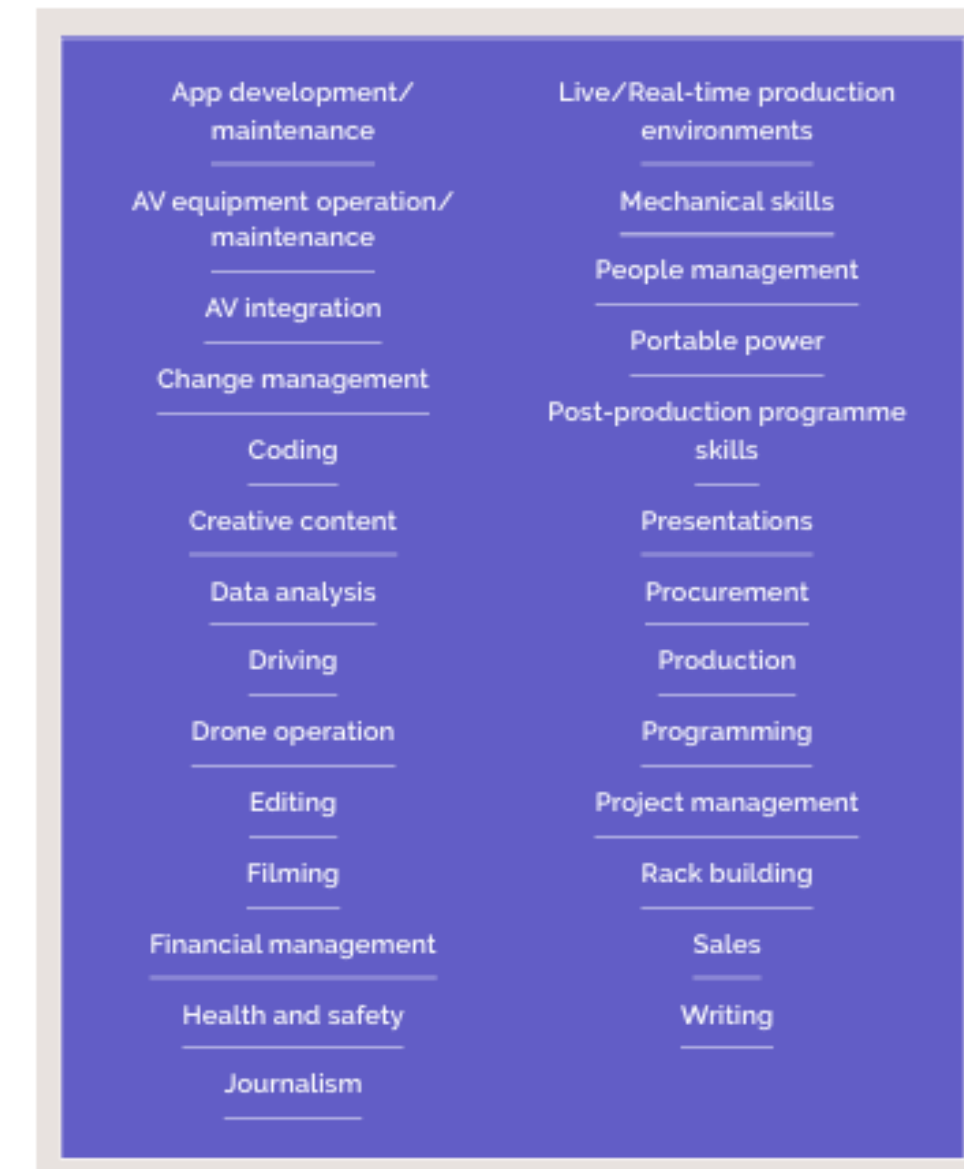 App development/
maintenance
AV equipment operation/
maintenance
AV integration
Change management
Coding
Creative content
Data analysis
Driving
Drone operation
Editing
Filming
Financial management
Health and safety
Journalism
Live/Real-time production
environments
Mechanical skills
People management
Portable power
Post-production programme
skills
Presentations
Procurement
Production
Programming
Project management
Rack building
Sales
Writing